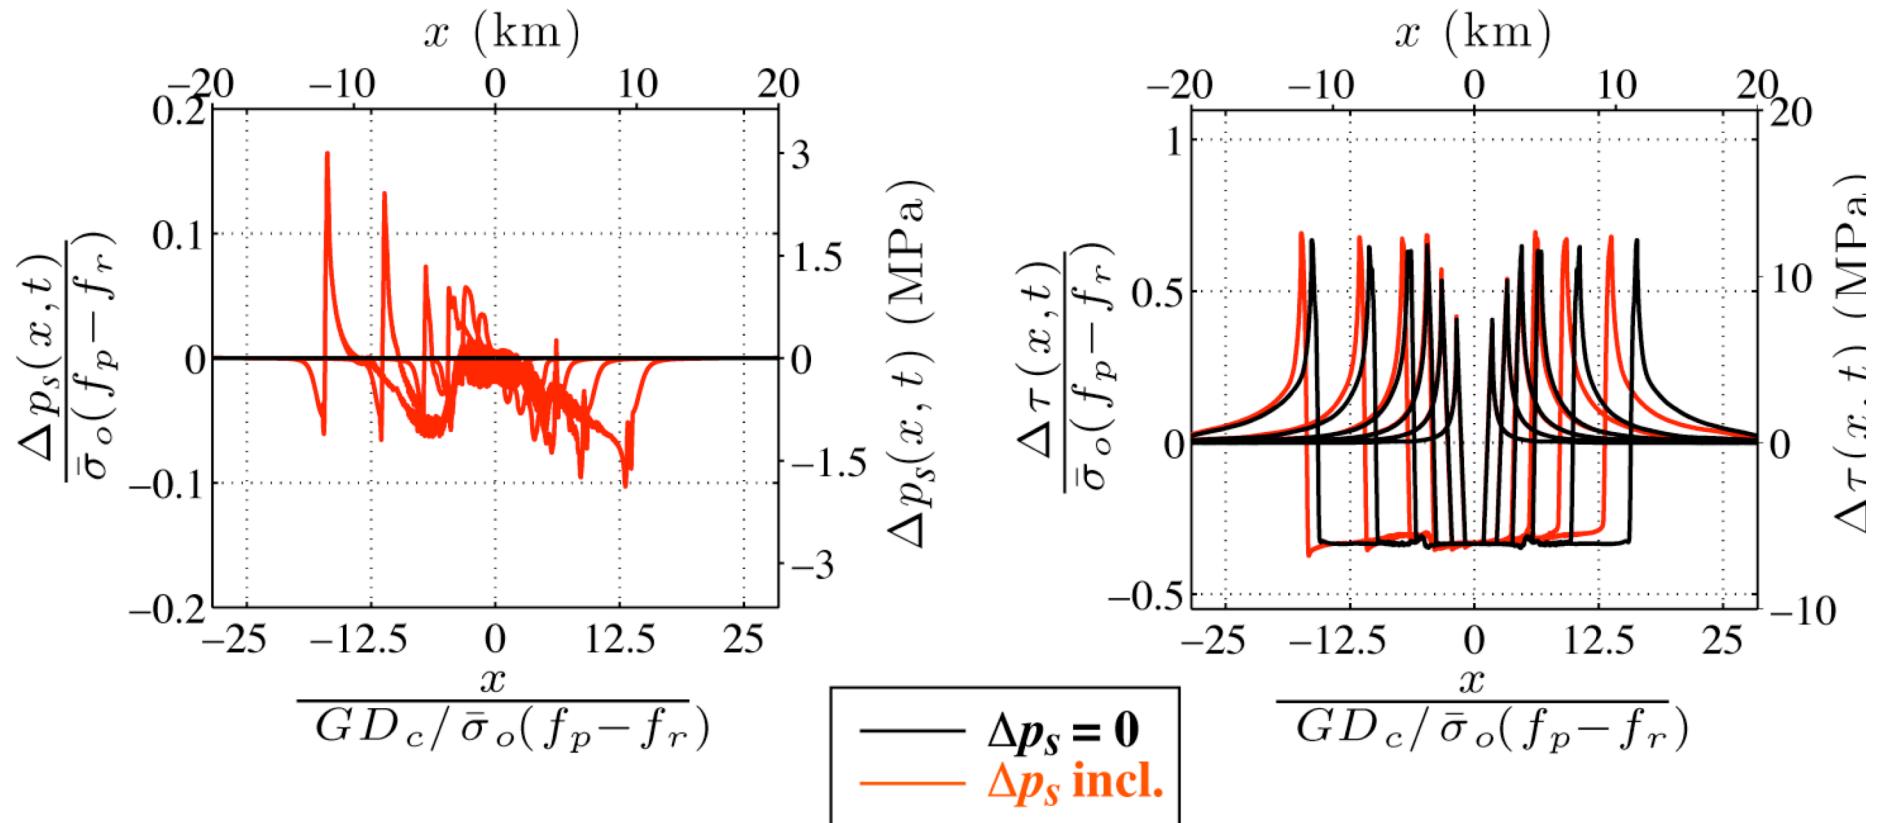 x (km)
−20 −10 0 10 20
0.2
0.1
0
−0.1
−0.2
Δp_s(x,t)
σ̄_o(f_p−f_r)
3
1.5
0
−1.5
−3
Δp_s(x,t) (MPa)
−25 −12.5 0 12.5 25
x
GD_c/σ̄_o(f_p−f_r)
x (km)
−20 −10 0 10 20
1
0.5
0
−0.5
Δτ(x,t)
σ̄_o(f_p−f_r)
20
10
0
−10
Δτ(x,t) (MPa)
−25 −12.5 0 12.5 25
x
GD_c/σ̄_o(f_p−f_r)
Δp_s = 0
Δp_s incl.